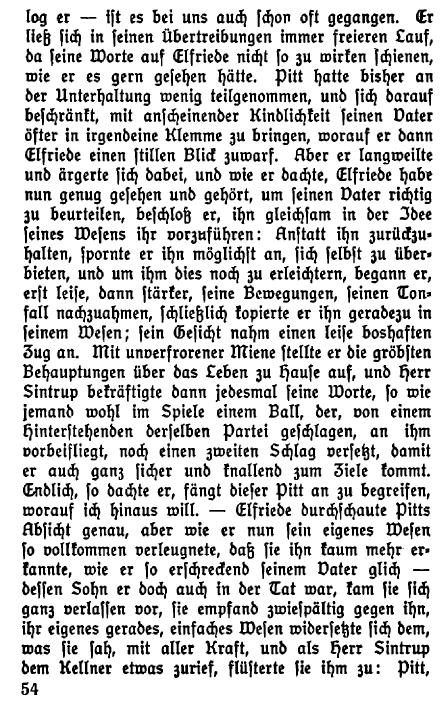 log er — ist es bei uns auch schon oft gegangen. Er
ließ sich in seinen Übertreibungen immer freieren Lauf,
da seine Worte auf Elfriede nicht so zu wirken schienen,
wie er es gern gesehen hätte. Pitt hatte bisher an
der Unterhaltung wenig teilgenommen, und sich darauf
beschränkt, mit anscheinender Kindlichkeit seinen Vater
öfter in irgendeine Klemme zu bringen, worauf er dann
Elfriede einen stillen Blick zuwarf. Aber er langweilte
und ärgerte sich dabei, und wie er dachte, Elfriede habe
nun genug gesehen und gehört, um seinen Vater richtig
zu beurteilen, beschloß er, ihn gleichsam in der Idee
seines Wesens ihr vorzuführen: Anstatt ihn zurückzu-
halten, spornte er ihn möglichst an, sich selbst zu über-
bieten, und um ihm dies noch zu erleichtern, begann er,
erst leise, dann stärker, seine Bewegungen, seinen Ton-
fall nachzuahmen, schließlich kopierte er ihn geradezu in
seinem Wesen; sein Gesicht nahm einen leise boshaften
Zug an. Mit unverfrorener Miene stellte er die gröbsten
Behauptungen über das Leben zu Hause auf, und Herr
Sintrup bekräftigte dann jedesmal seine Worte, so wie
jemand wohl im Spiele einem Ball, der, von einem
Hinterstehenden derselben Partei geschlagen, an ihm
vorbeifliegt, noch einen zweiten Schlag versetzt, damit
er auch ganz sicher und knallend zum Ziele kommt.
Endlich, so dachte er, fängt dieser Pitt an zu begreifen,
worauf ich hinaus will. — Elfriede durchschaute Pitts
Absicht genau, aber wie er nun sein eigenes Wesen
so vollkommen verleugnete, daß sie ihn kaum mehr er-
kannte, wie er so erschreckend seinem Vater glich —
dessen Sohn er doch auch in der Tat war, kam sie sich
ganz verlassen vor, sie empfand zwiespältig gegen ihn,
ihr eigenes gerades, einfaches Wesen widersetzte sich dem,
was sie sah, mit aller Kraft, und als Herr Sintrup
dem Kellner etwas zurief, flüsterte sie ihm zu: Pitt,
54